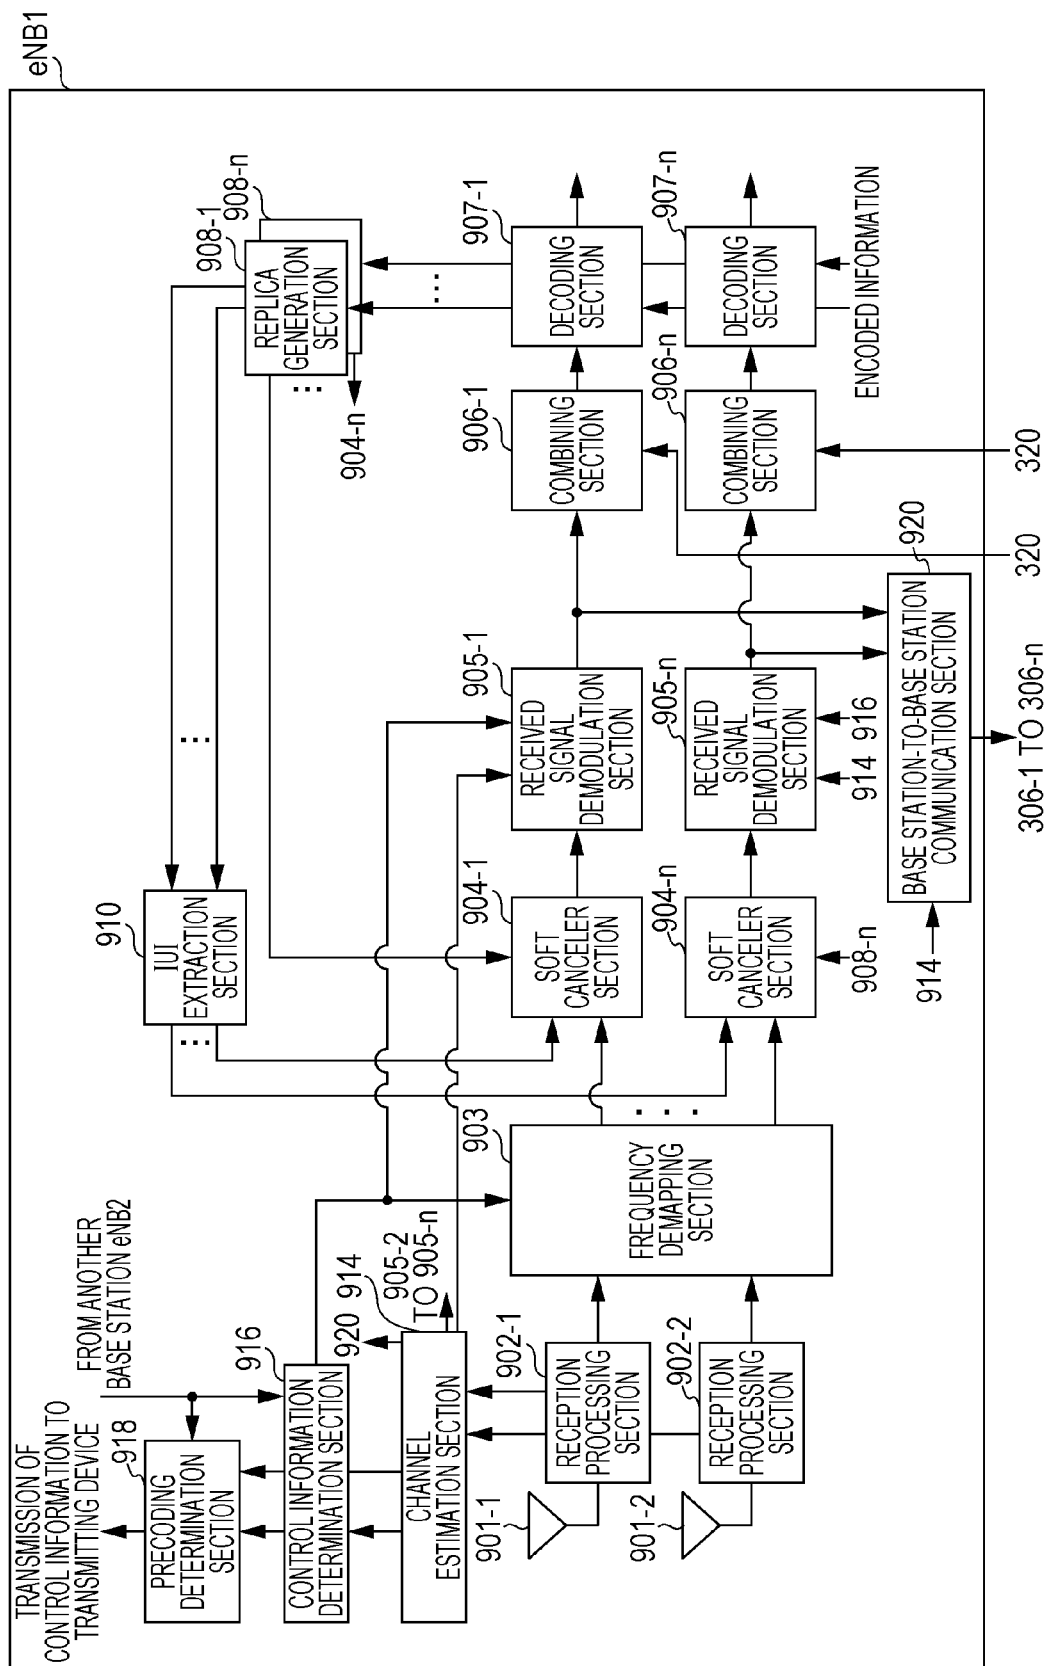 eNB1
TRANSMISSION OF
CONTROL INFORMATION TO
TRANSMITTING DEVICE
FROM ANOTHER
BASE STATION eNB2
918
PRECODING
DETERMINATION
SECTION
916
CONTROL INFORMATION
DETERMINATION SECTION
920
914
905-2
TO 905-n
CHANNEL
ESTIMATION SECTION
901-1
902-1
RECEPTION
PROCESSING
SECTION
901-2
902-2
RECEPTION
PROCESSING
SECTION
903
FREQUENCY
DEMAPPING
SECTION
910
IUI
EXTRACTION
SECTION
904-1
SOFT
CANCELER
SECTION
904-n
SOFT
CANCELER
SECTION
908-n
905-1
RECEIVED
SIGNAL
DEMODULATION
SECTION
905-n
RECEIVED
SIGNAL
DEMODULATION
SECTION
914
916
914
920
BASE STATION-TO-BASE STATION
COMMUNICATION SECTION
306-1 TO 306-n
906-1
COMBINING
SECTION
906-n
COMBINING
SECTION
320
320
907-1
DECODING
SECTION
907-n
DECODING
SECTION
ENCODED INFORMATION
908-1
908-n
REPLICA
GENERATION
SECTION
904-n